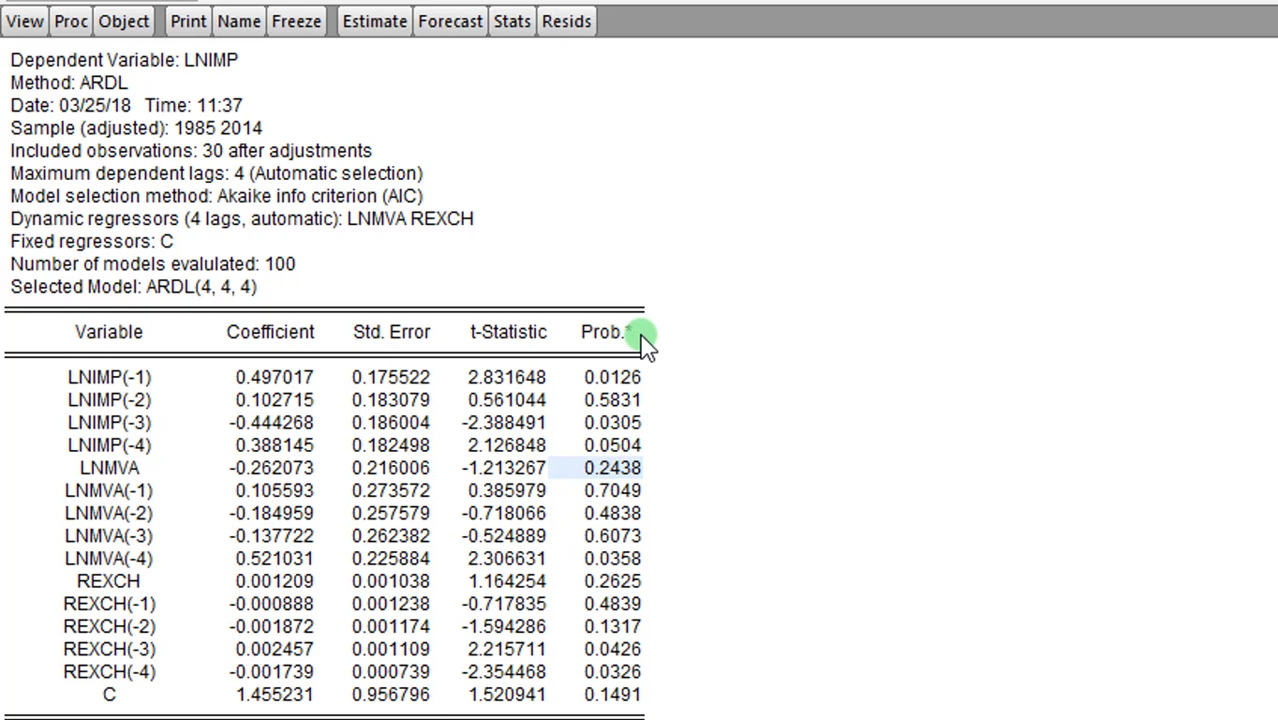 View Proc Object Print Name Freeze Estimate Forecast Stats Resids
Dependent Variable: LNIMP
Method: ARDL
Date: 03/25/18 Time: 11:37
Sample (adjusted): 1985 2014
Included observations: 30 after adjustments
Maximum dependent lags: 4 (Automatic selection)
Model selection method: Akaike info criterion (AIC)
Dynamic regressors (4 lags, automatic): LNMVA REXCH
Fixed regressors: C
Number of models evalulated: 100
Selected Model: ARDL(4, 4, 4)
Variable Coefficient Std. Error t-Statistic Prob.*
LNIMP(-1) 0.497017 0.175522 2.831648 0.0126
LNIMP(-2) 0.102715 0.183079 0.561044 0.5831
LNIMP(-3) -0.444268 0.186004 -2.388491 0.0305
LNIMP(-4) 0.388145 0.182498 2.126848 0.0504
LNMVA -0.262073 0.216006 -1.213267 0.2438
LNMVA(-1) 0.105593 0.273572 0.385979 0.7049
LNMVA(-2) -0.184959 0.257579 -0.718066 0.4838
LNMVA(-3) -0.137722 0.262382 -0.524889 0.6073
LNMVA(-4) 0.521031 0.225884 2.306631 0.0358
REXCH 0.001209 0.001038 1.164254 0.2625
REXCH(-1) -0.000888 0.001238 -0.717835 0.4839
REXCH(-2) -0.001872 0.001174 -1.594286 0.1317
REXCH(-3) 0.002457 0.001109 2.215711 0.0426
REXCH(-4) -0.001739 0.000739 -2.354468 0.0326
C 1.455231 0.956796 1.520941 0.1491